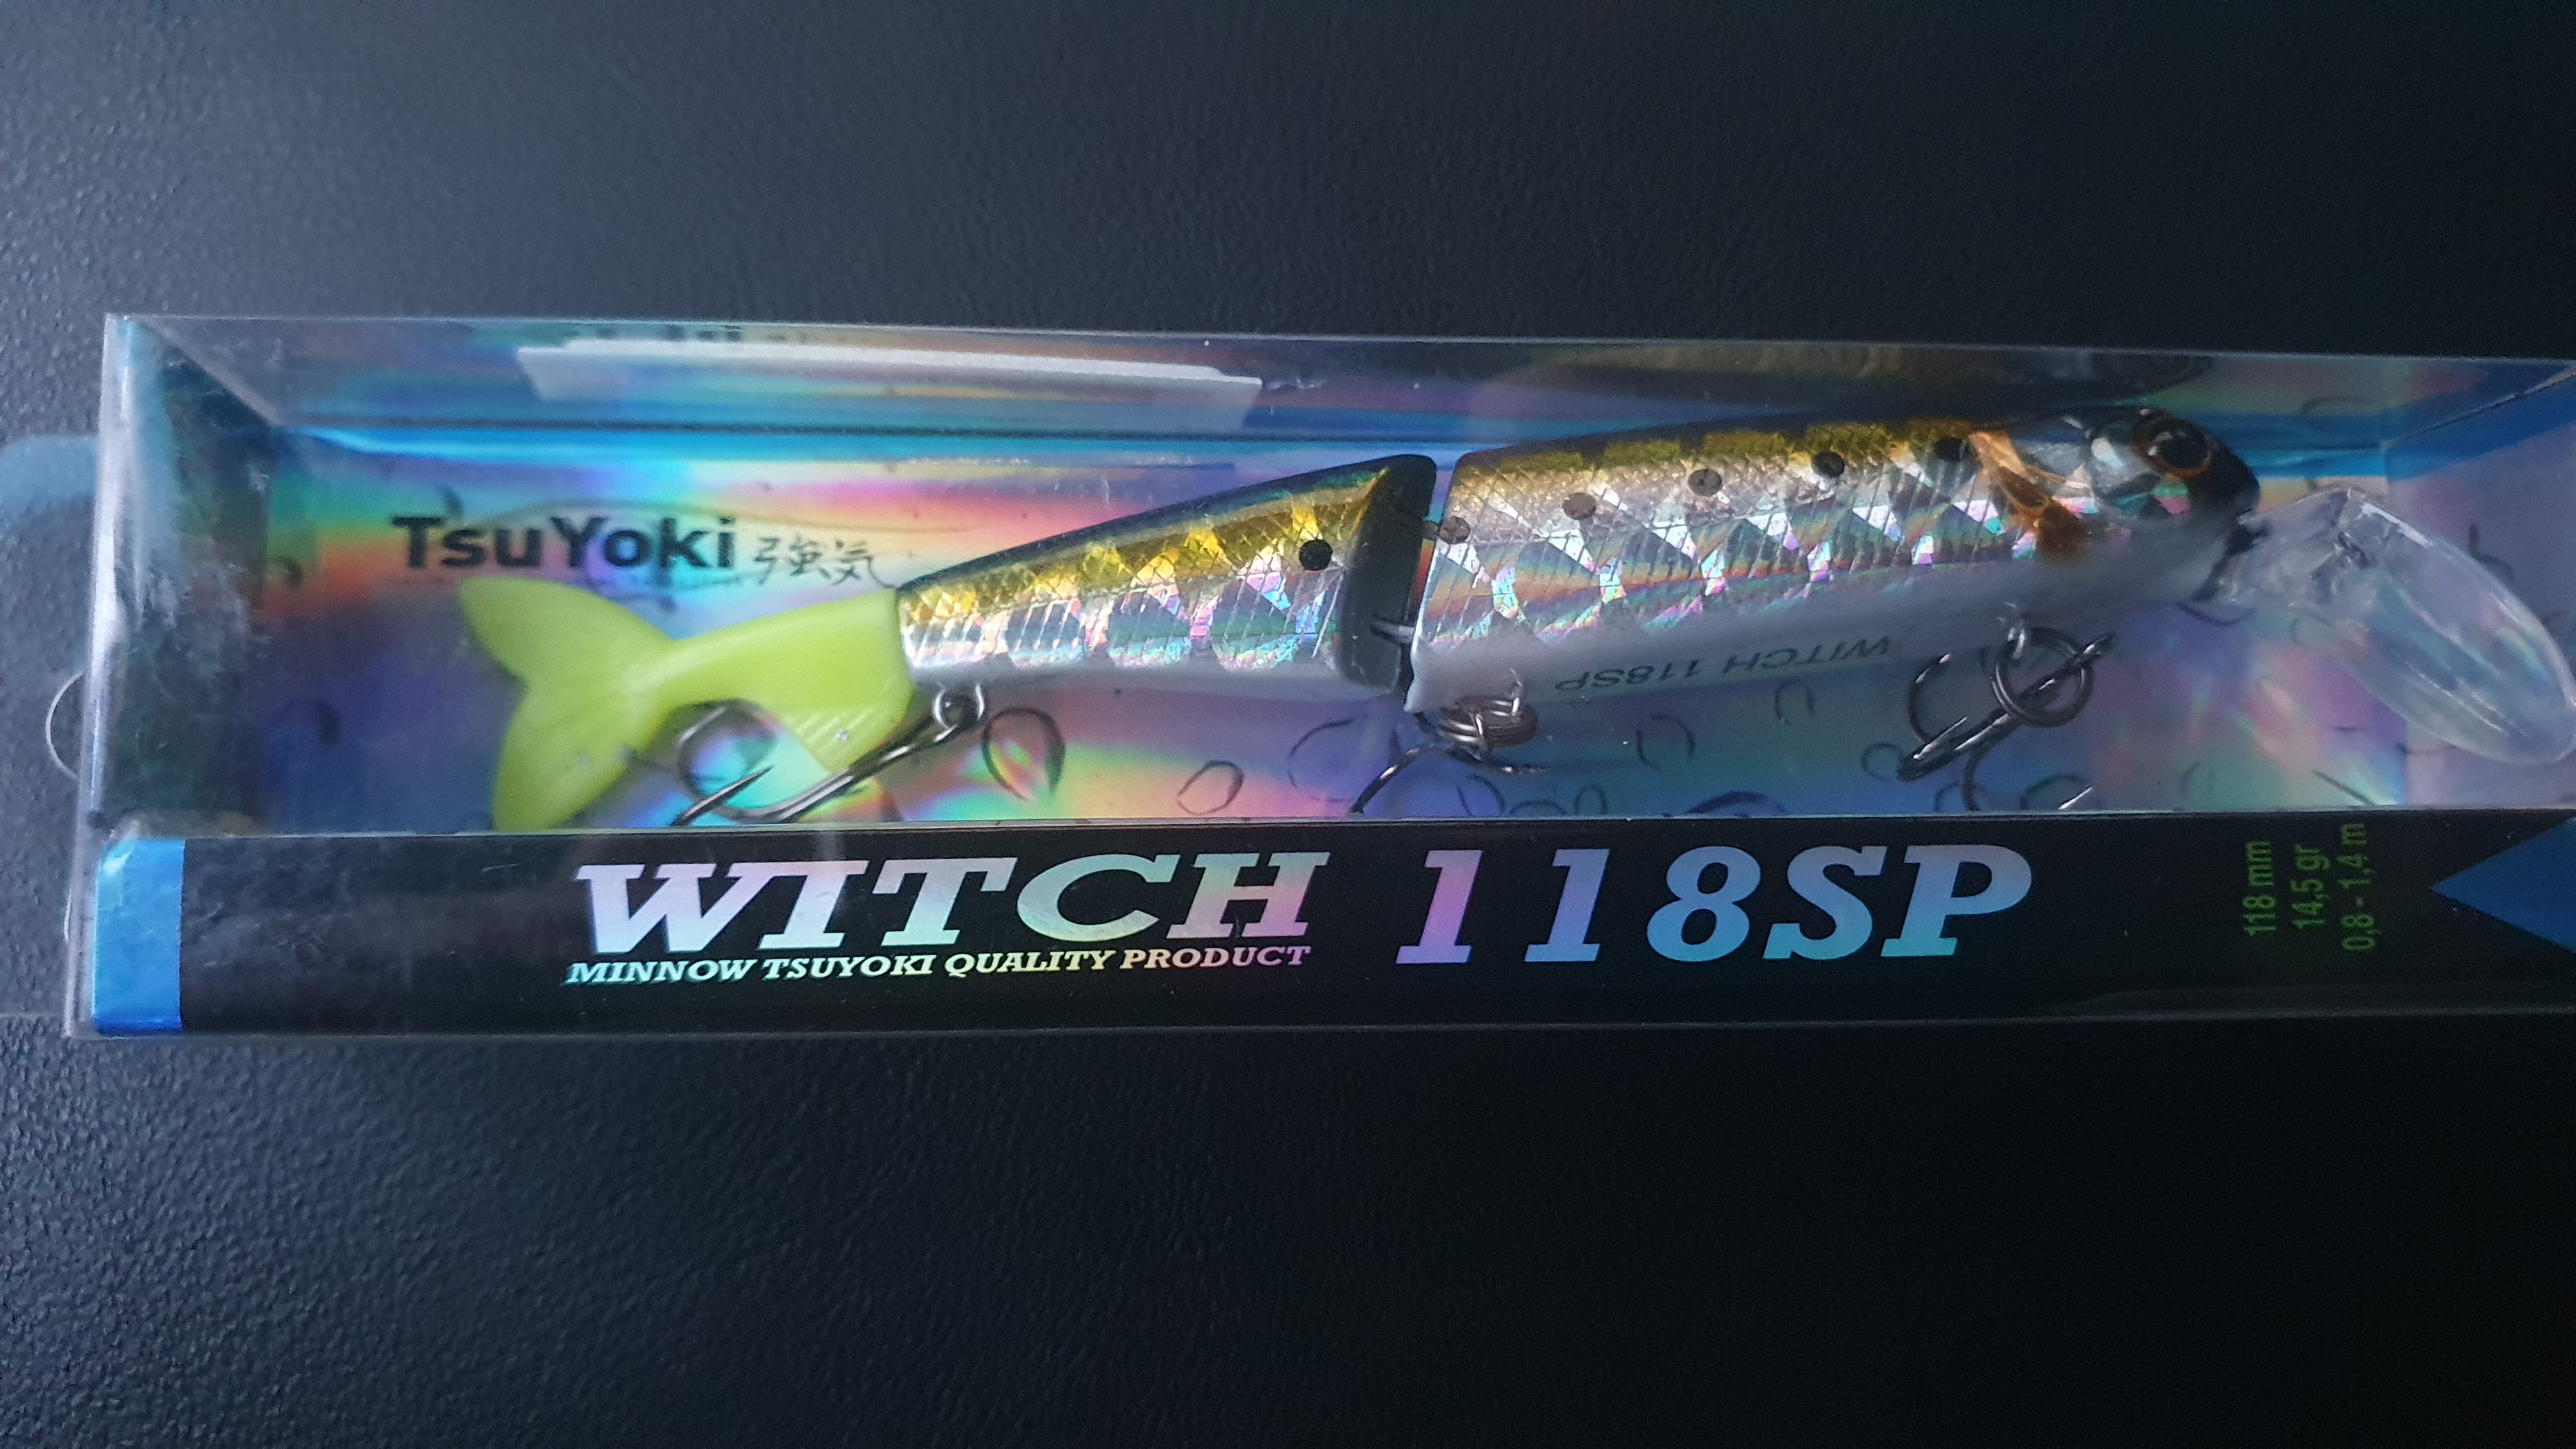 TsuYoki 強気
WITCH 118SP
WITCH 118SP
MINNOW TSUYOKI QUALITY PRODUCT
118 mm
14,5 gr
0,8 - 1,4 m